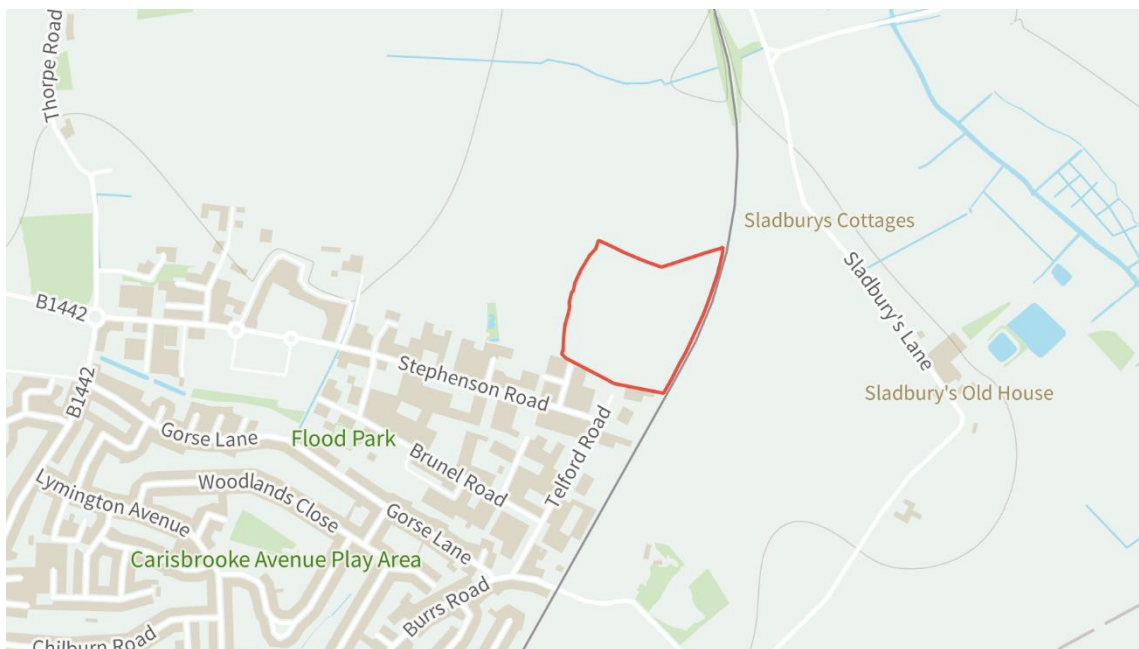 Thorpe Road
Sladburys Cottages
Sladbury's Lane
B1442
Stephenson Road
Sladbury's Old House
B1442
Gorse Lane
Flood Park
Telford Road
Brunel Road
Lymington Avenue
Woodlands Close
Gorse Lane
Carisbrooke Avenue Play Area
Burrs Road
Chilburn Road